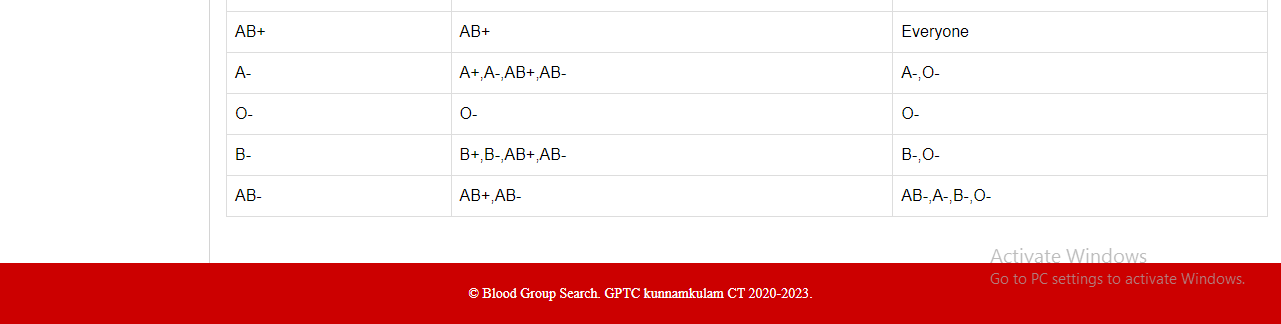 AB+ AB+ Everyone
A- A+,A-,AB+,AB- A-,O-
O- O- O-
B- B+,B-,AB+,AB- B-,O-
AB- AB+,AB- AB-,A-,B-,O-
Activate Windows
Go to PC settings to activate Windows.
© Blood Group Search. GPTC kunnamkulam CT 2020-2023.